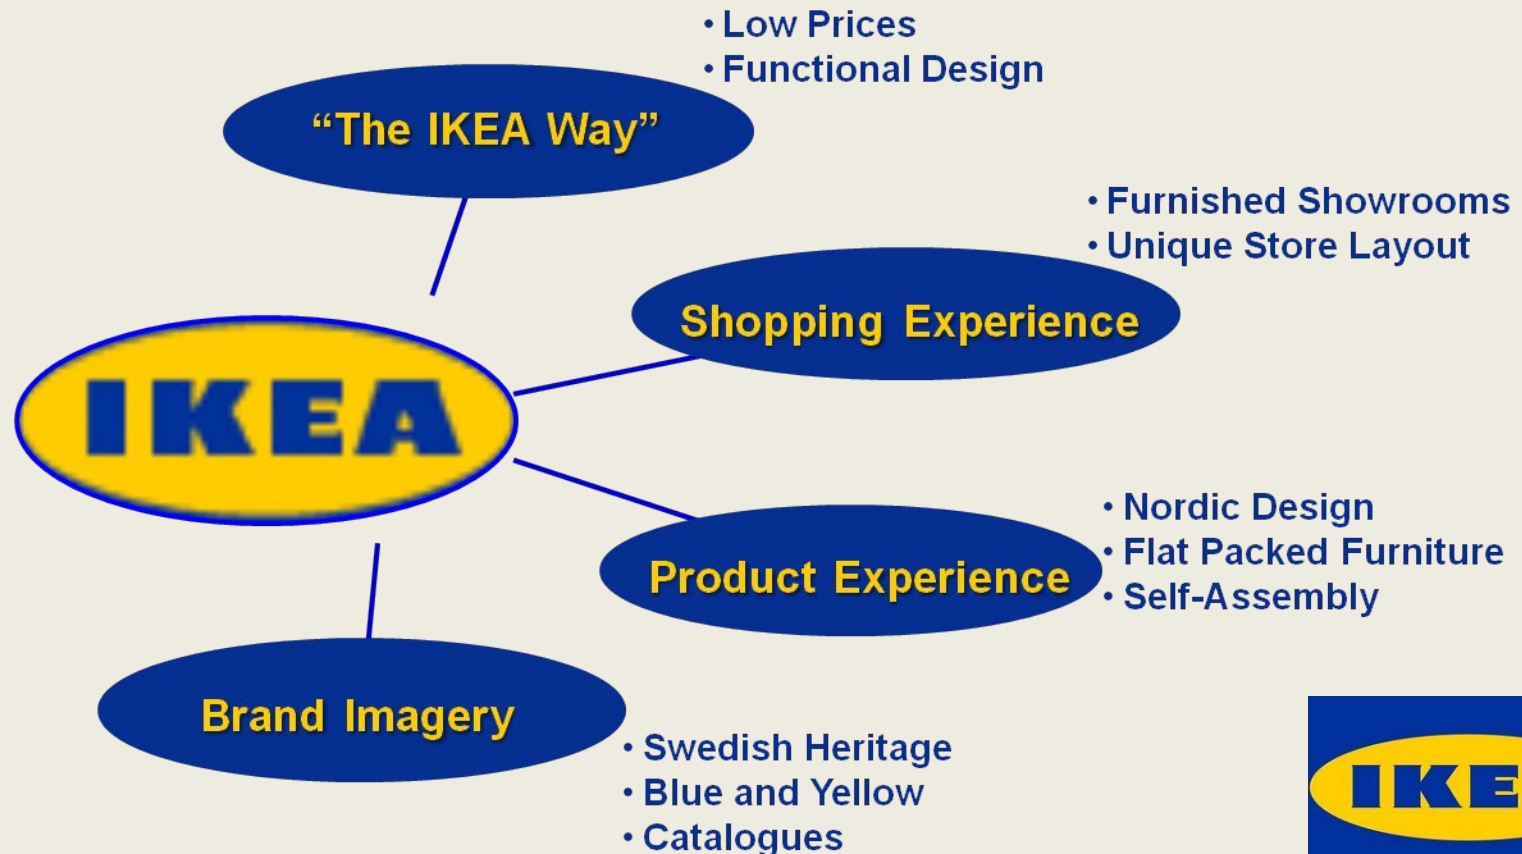 • Low Prices
• Functional Design
“The IKEA Way”
• Furnished Showrooms
• Unique Store Layout
Shopping Experience
IKEA
• Nordic Design
• Flat Packed Furniture
• Self-Assembly
Product Experience
Brand Imagery
• Swedish Heritage
• Blue and Yellow
• Catalogues
IKE